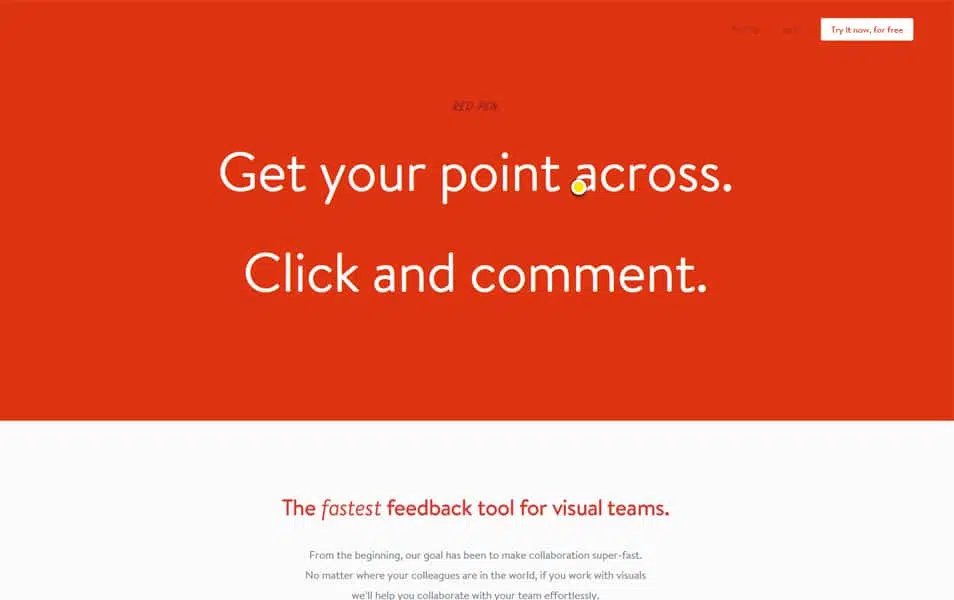 Try it now, for free
RED PEN
Get your point across.
Click and comment.
The fastest feedback tool for visual teams.
From the beginning, our goal has been to make collaboration super-fast.
No matter where your colleagues are in the world, if you work with visuals
we'll help you collaborate with your team effortlessly.